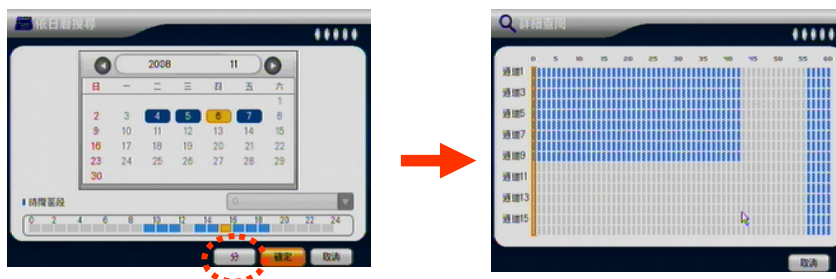 依日曆搜尋
2008 11
日 一 二 三 四 五 六
1
2 3 4 5 6 7 8
9 10 11 12 13 14 15
16 17 18 19 20 21 22
23 24 25 26 27 28 29
30
時間區段 0
0 2 4 6 8 10 12 14 16 18 20 22 24
分 確定 取消
詳細查閱
0 5 10 15 20 25 30 35 40 45 50 55 60
通道1
通道3
通道5
通道7
通道9
通道11
通道13
通道15
取消